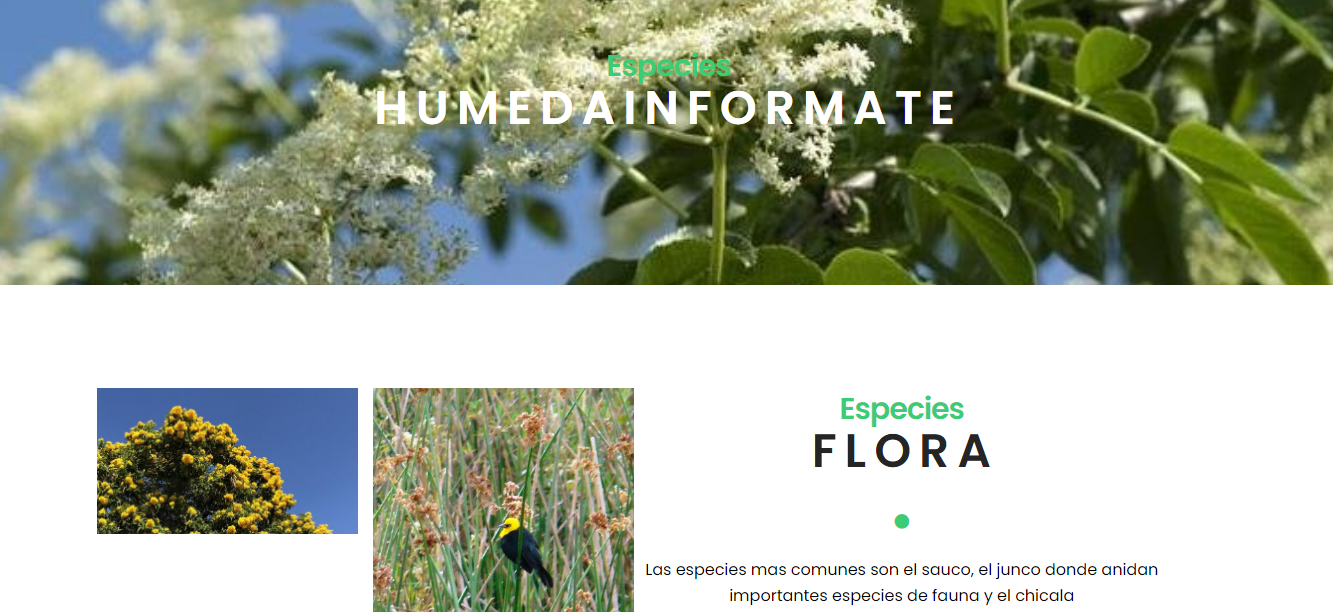 Especies
HUMEDAINFORMATE
Especies
FLORA
Las especies mas comunes son el sauco, el junco donde anidan
importantes especies de fauna y el chicala